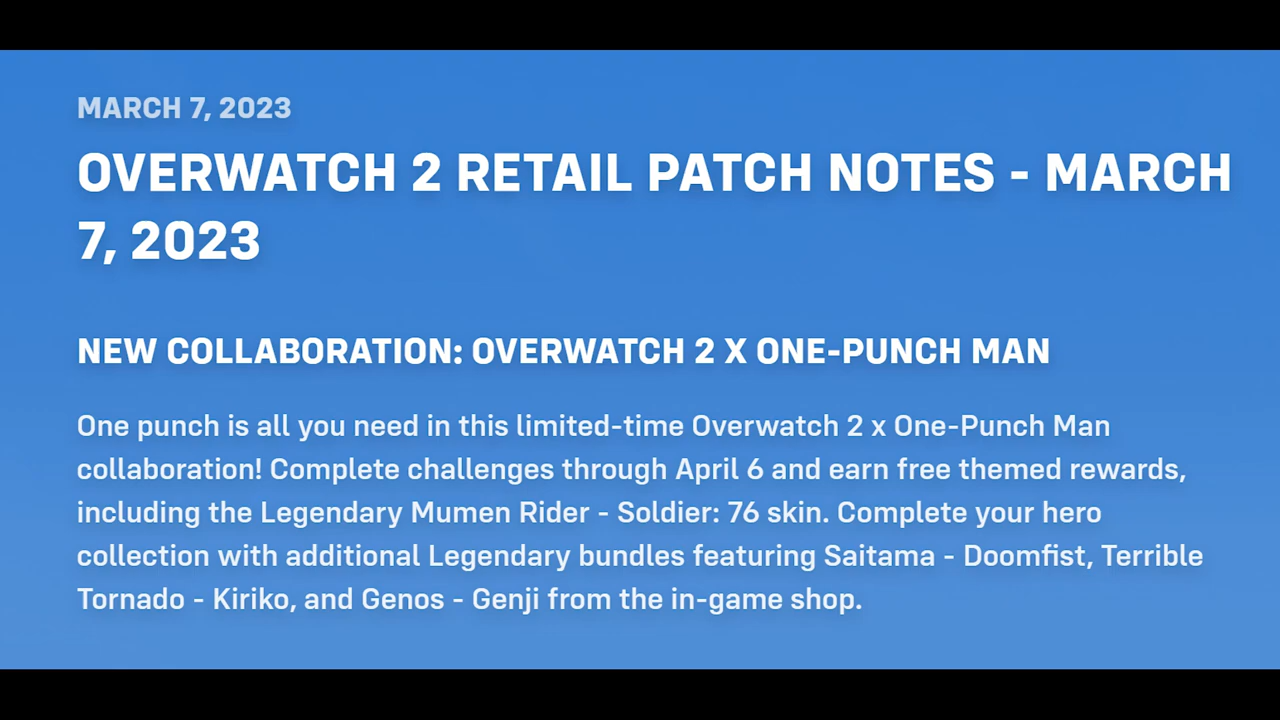 MARCH 7, 2023
OVERWATCH 2 RETAIL PATCH NOTES - MARCH
7, 2023
NEW COLLABORATION: OVERWATCH 2 X ONE-PUNCH MAN
One punch is all you need in this limited-time Overwatch 2 x One-Punch Man
collaboration! Complete challenges through April 6 and earn free themed rewards,
including the Legendary Mumen Rider - Soldier: 76 skin. Complete your hero
collection with additional Legendary bundles featuring Saitama - Doomfist, Terrible
Tornado - Kiriko, and Genos - Genji from the in-game shop.